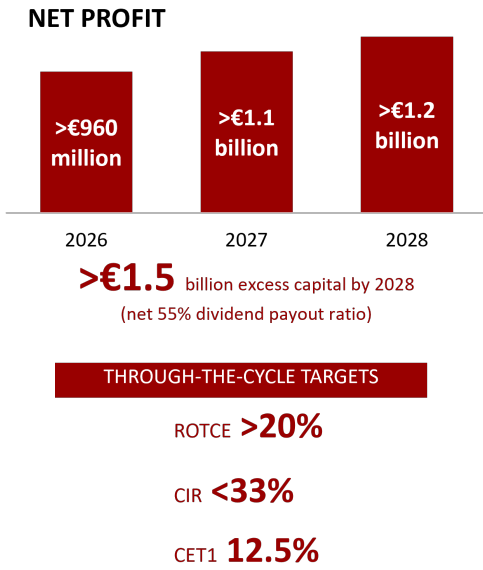 NET PROFIT
>€960
million
>€1.1
billion
>€1.2
billion
2026
2027
2028
>€1.5 billion excess capital by 2028
(net 55% dividend payout ratio)
THROUGH-THE-CYCLE TARGETS
ROTCE >20%
CIR <33%
CET1 12.5%